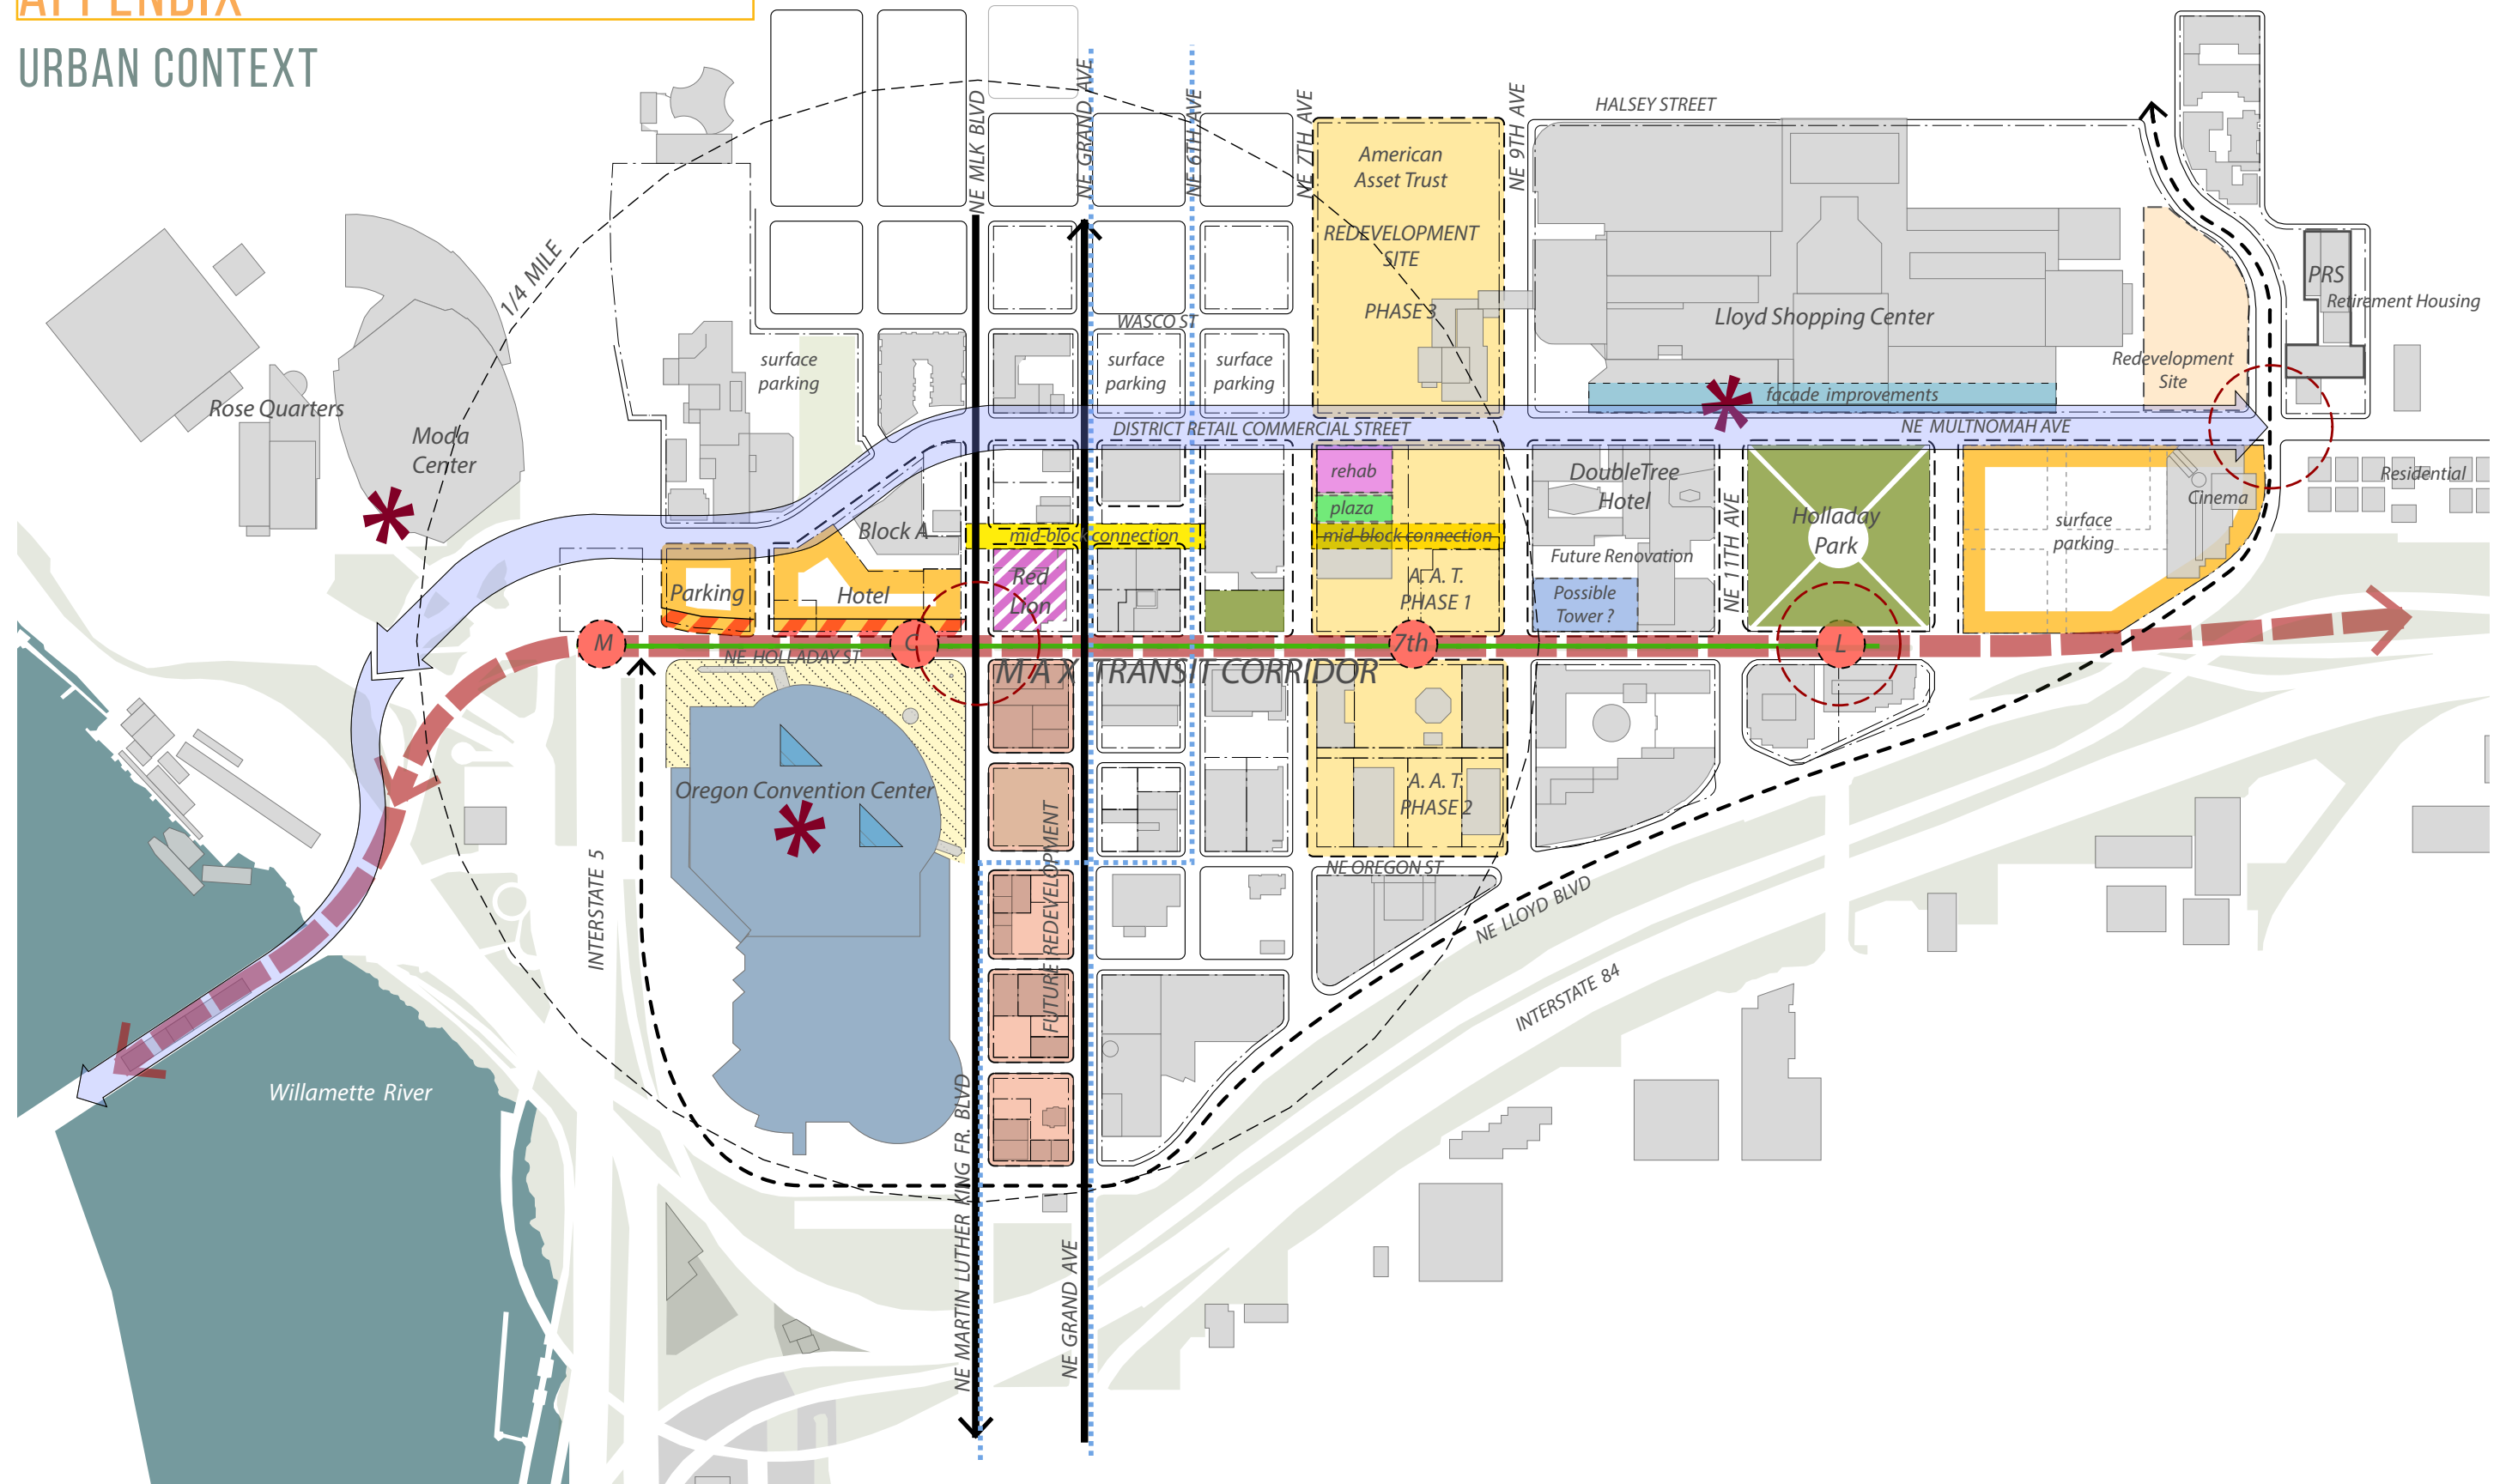 APPENDIX
URBAN CONTEXT
NE MLK BLVD
NE GRAND AVE
NE 6TH AVE
NE 7TH AVE
NE 9TH AVE
HALSEY STREET
American
Asset Trust
REDEVELOPMENT
SITE
PHASE 3
1/4 MILE
PRS
Retirement Housing
Lloyd Shopping Center
WASCO ST
surface
parking
surface
parking
surface
parking
Redevelopment
Site
Rose Quarters
Moda
Center
facade improvements
DISTRICT RETAIL COMMERCIAL STREET
NE MULTNOMAH AVE
rehab
plaza
DoubleTree
Hotel
Residential
Cinema
Block A
mid-block connection
mid-block connection
Holladay
Park
surface
parking
NE 11TH AVE
Future Renovation
Parking
Hotel
Red
Lion
A. A. T.
PHASE 1
Possible
Tower ?
M
C
7th
L
NE HOLLADAY ST
MAX TRANSIT CORRIDOR
Oregon Convention Center
A. A. T.
PHASE 2
INTERSTATE 5
FUTURE REDEVELOPMENT
NE OREGON ST
NE LLOYD BLVD
INTERSTATE 84
Willamette River
NE MARTIN LUTHER KING FR. BLVD
NE GRAND AVE